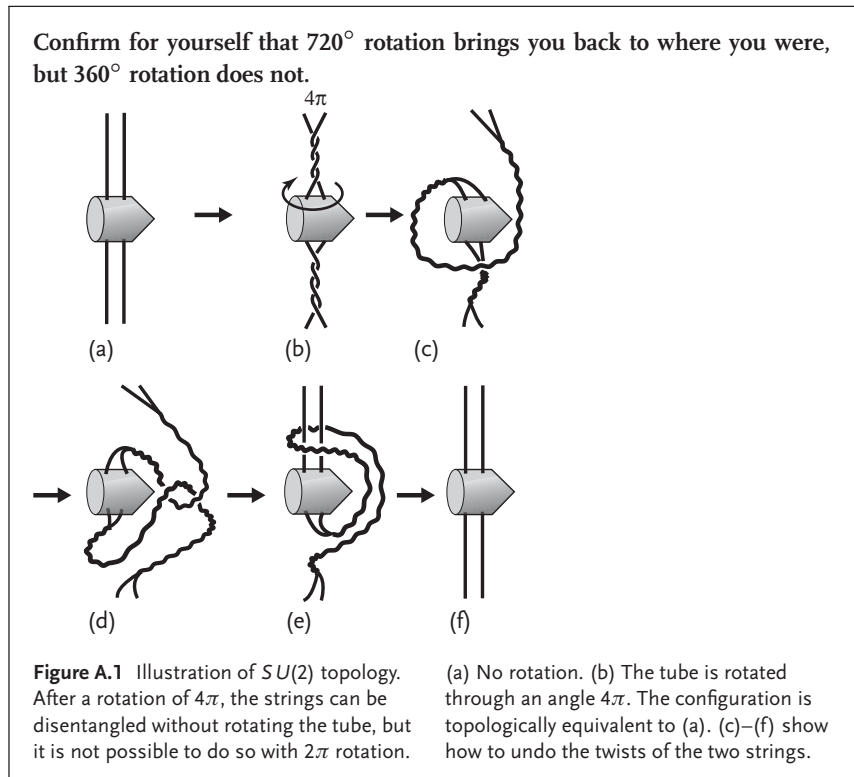 Confirm for yourself that 720° rotation brings you back to where you were,
but 360° rotation does not.
4π
(a)
(b)
(c)
(d)
(e)
(f)
Figure A.1 Illustration of SU(2) topology.
After a rotation of 4π, the strings can be
disentangled without rotating the tube, but
it is not possible to do so with 2π rotation.
(a) No rotation. (b) The tube is rotated
through an angle 4π. The configuration is
topologically equivalent to (a). (c)–(f) show
how to undo the twists of the two strings.